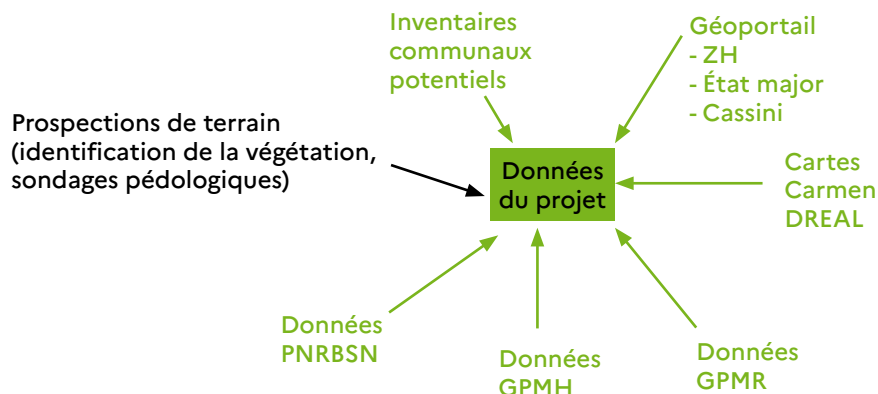 Inventaires
communaux
potentiels
Géoportail
- ZH
- État major
- Cassini
Prospections de terrain
(identification de la végétation,
sondages pédologiques)
Données
du projet
Cartes
Carmen
DREAL
Données
PNRBSN
Données
GPMH
Données
GPMR